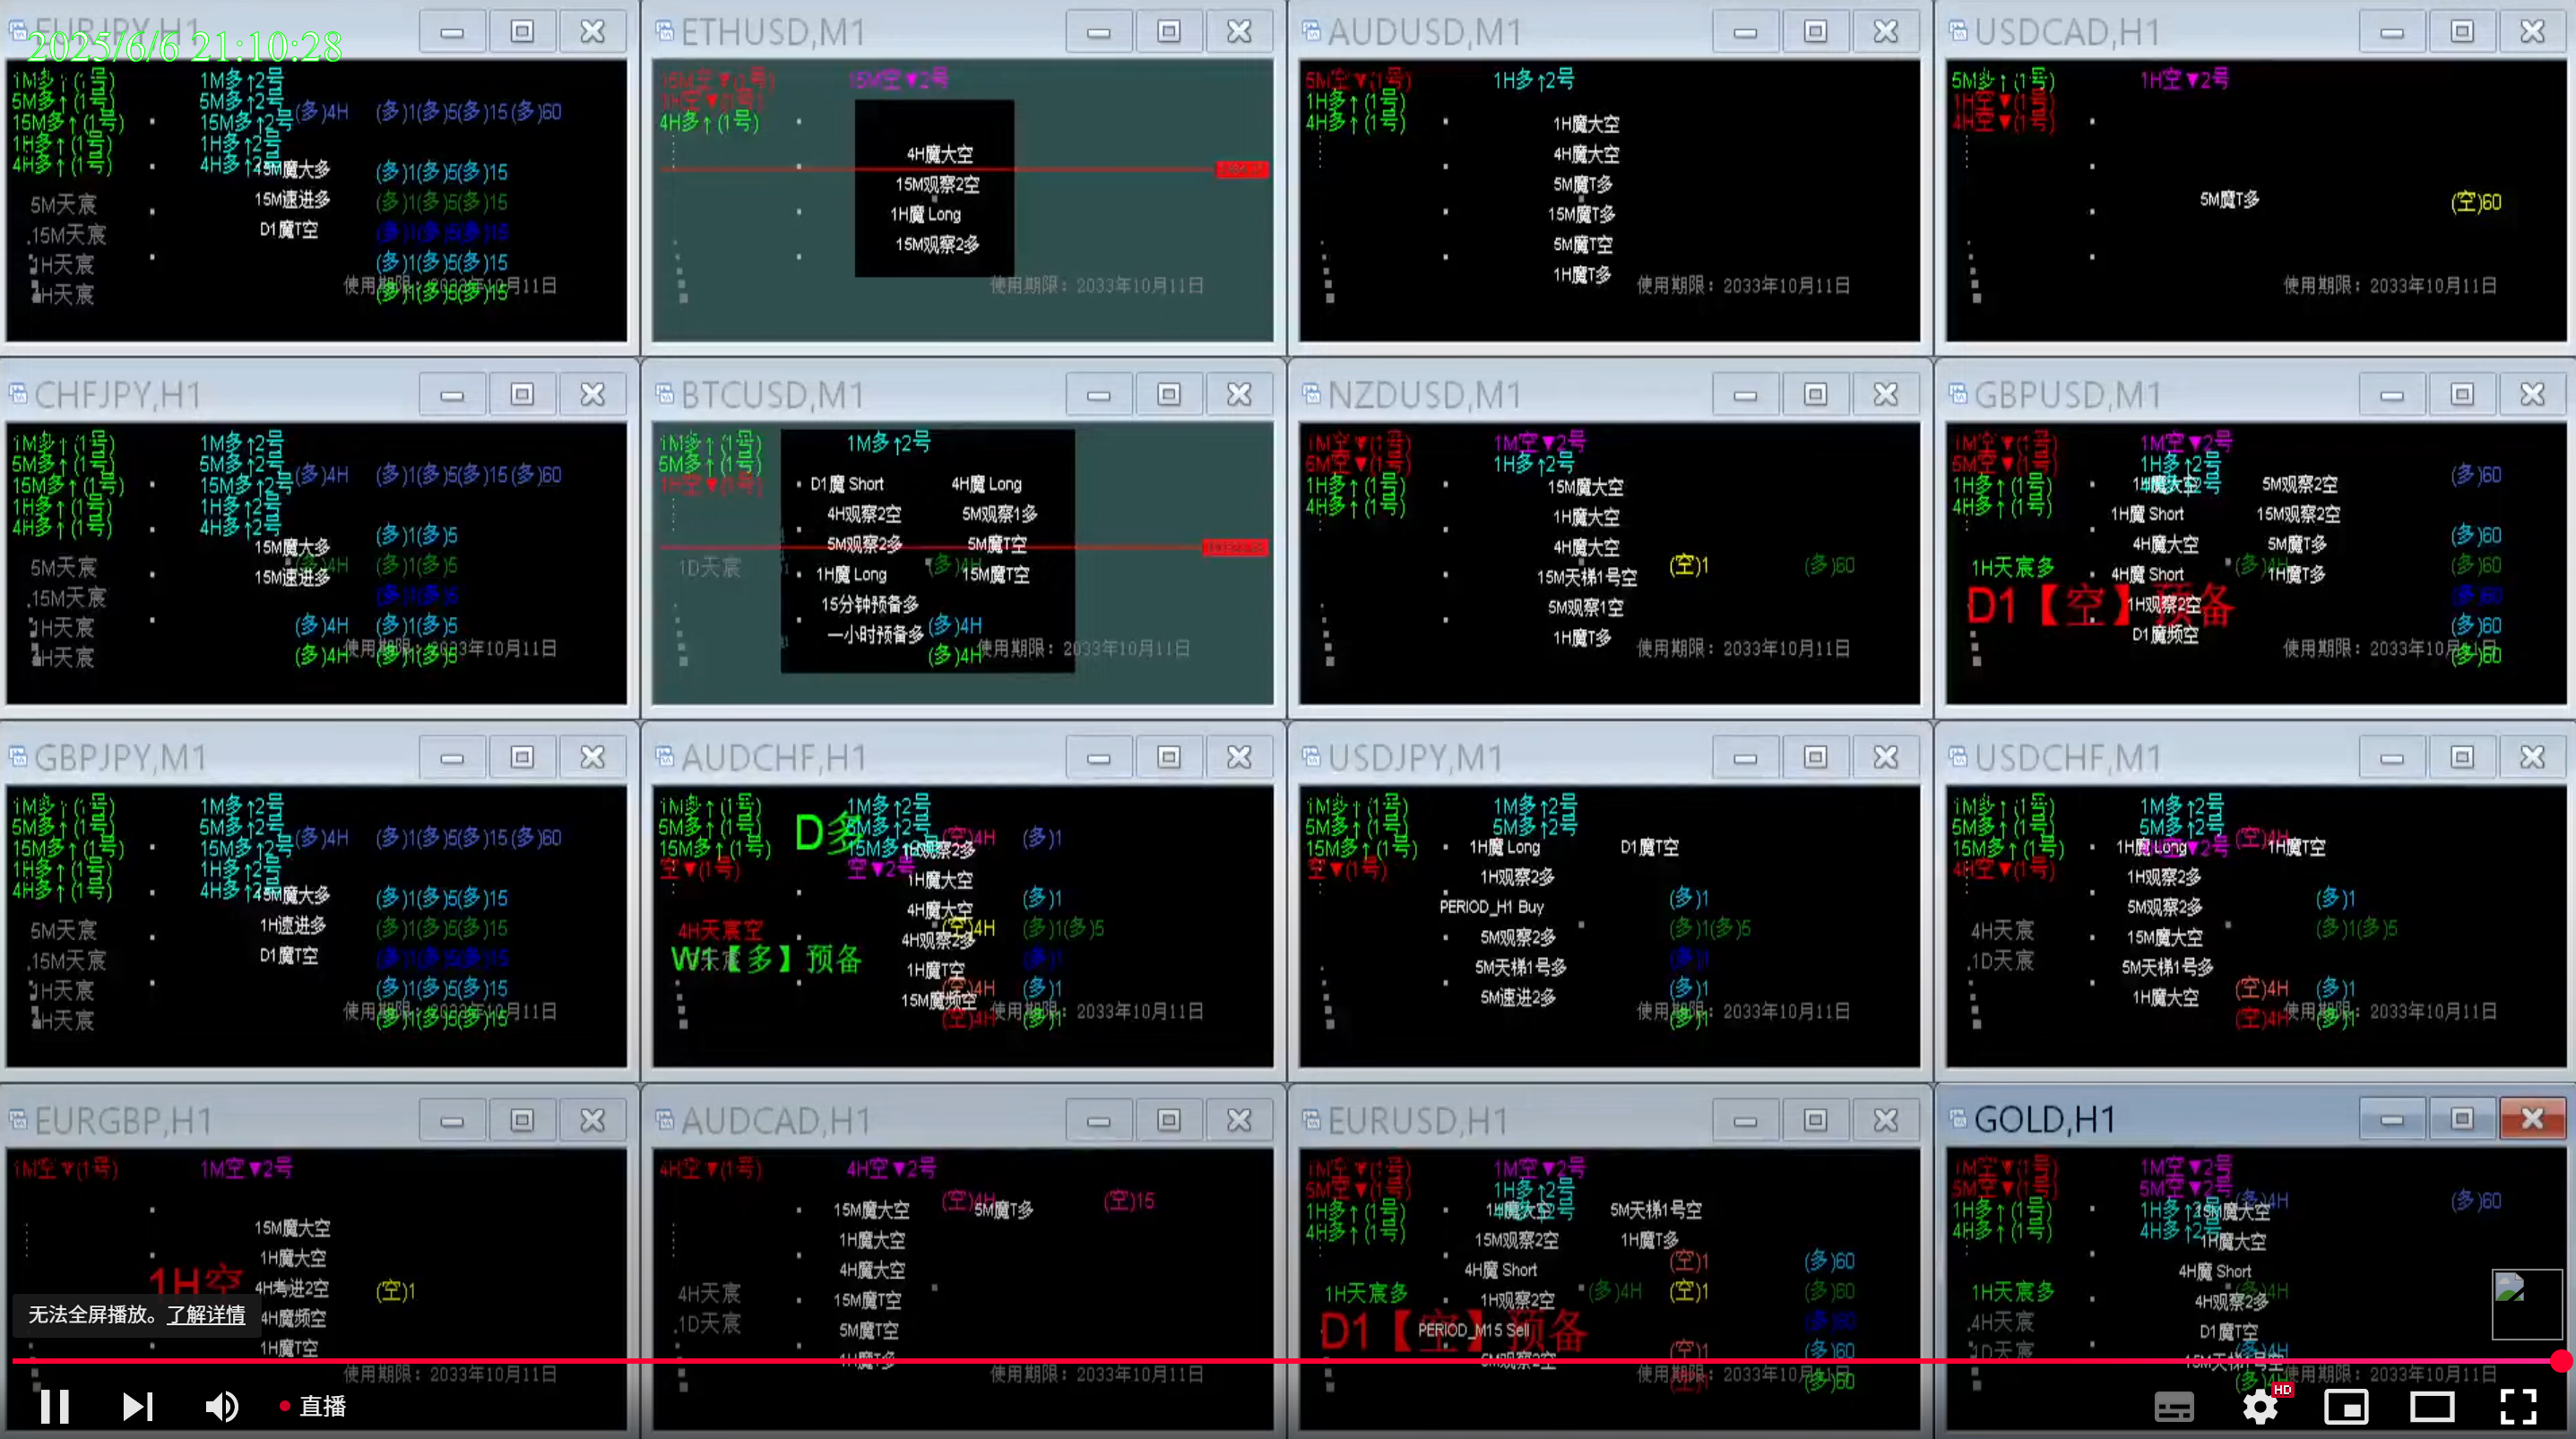 2025/6/6 21:10:28
EURJPY,H1
1M多↑(1号) 1M多↑2号
5M多↑(1号) 5M多↑2号 (多)4H (多)1(多)5(多)15(多)60
15M多↑(1号) 15M多↑2号
1H多↑(1号) 1H多↑2号
4H多↑(1号) 4H多↑2号
15M魔大多 (多)1(多)5(多)15
5M天宸 15M速进多 (多)1(多)5(多)15
15M天宸 D1魔T空 (多)1(多)5(多)15
1H天宸 (多)1(多)5(多)15
4H天宸 使用期限：2033年10月11日 (多)1(多)5(多)15
ETHUSD,M1
15M空▼(1号) 15M空▼2号
1H空▼(1号)
4H多↑(1号)
4H魔大空
15M观察2空
1H魔 Long
15M观察2多
使用期限：2033年10月11日
AUDUSD,M1
5M空▼(1号) 1H多↑2号
1H多↑(1号)
4H多↑(1号) 1H魔大空
4H魔大空
5M魔T多
15M魔T多
5M魔T空
1H魔T多
使用期限：2033年10月11日
USDCAD,H1
5M多↑(1号) 1H空▼2号
1H空▼(1号)
4H空▼(1号)
5M魔T多 (空)60
使用期限：2033年10月11日
CHFJPY,H1
1M多↑(1号) 1M多↑2号
5M多↑(1号) 5M多↑2号 (多)4H (多)1(多)5(多)15(多)60
15M多↑(1号) 15M多↑2号
1H多↑(1号) 1H多↑2号
4H多↑(1号) 4H多↑2号
15M魔大多 (多)1(多)5
5M天宸 15M速进多 (多)4H (多)1(多)5
15M天宸 (多)1(多)5
1H天宸 (多)4H (多)1(多)5
4H天宸 (多)4H 使用期限：2033年10月11日 (多)1(多)5
BTCUSD,M1
1M多↑(1号) 1M多↑2号
5M多↑(1号)
1H空▼(1号) D1魔 Short 4H魔 Long
4H观察2空 5M观察1多
5M观察2多 5M魔T空
1D天宸 1H魔 Long (多)4H 15M魔T空
15分钟预备多
一小时预备多 (多)4H
(多)4H 使用期限：2033年10月11日
NZDUSD,M1
1M空▼(1号) 1M空▼2号
5M空▼(1号) 1H多↑2号
1H多↑(1号) 15M魔大空
4H多↑(1号) 1H魔大空
4H魔大空
15M天梯1号空 (空)1 (多)60
5M观察1空
1H魔T多
使用期限：2033年10月11日
GBPUSD,M1
1M空▼(1号) 1M空▼2号
5M空▼(1号) 1H多↑2号 (多)60
1H多↑(1号) 1H魔大空 5M观察2空
4H多↑(1号) 1H魔 Short 15M观察2空
4H魔大空 5M魔T多 (多)60
1H天宸多 4H魔 Short (多)4H 1H魔T多 (多)60
D1【空】预备 1H观察2空 (多)60
D1魔频空 (多)60
使用期限：2033年10月11日 (多)60
GBPJPY,M1
1M多↑(1号) 1M多↑2号
5M多↑(1号) 5M多↑2号 (多)4H (多)1(多)5(多)15(多)60
15M多↑(1号) 15M多↑2号
1H多↑(1号) 1H多↑2号
4H多↑(1号) 4H多↑2号
15M魔大多 (多)1(多)5(多)15
5M天宸 1H速进多 (多)1(多)5(多)15
15M天宸 D1魔T空 (多)1(多)5(多)15
1H天宸 (多)1(多)5(多)15
4H天宸 使用期限：2033年10月11日 (多)1(多)5(多)15
AUDCHF,H1
1M多↑(1号) 1M多↑2号
5M多↑(1号) D多 5M多↑2号 (空)4H (多)1
15M多↑(1号) 15M多↑2号 1H观察2多
空▼(1号) 空▼2号
1H魔大空 (多)1
4H魔大空
4H天宸空 (空)4H (多)1(多)5
4H观察2多
W1【多】预备 (多)1
1H魔T空
15M魔频空 (空)4H (多)1
(空)4H 使用期限：2033年10月11日 (多)1
USDJPY,M1
1M多↑(1号) 1M多↑2号
5M多↑(1号) 5M多↑2号
15M多↑(1号) 1H魔 Long D1魔T空
空▼(1号) 1H观察2多
PERIOD_H1 Buy (多)1
5M观察2多 (多)1(多)5
5M天梯1号多 (多)1
5M速进2多 (多)1
使用期限：2033年10月11日 (多)1
USDCHF,M1
1M多↑(1号) 1M多↑2号
5M多↑(1号) 5M多↑2号 (空)4H
15M多↑(1号) 1H魔 Long 空▼2号 1H魔T空
4H空▼(1号) 1H观察2多
5M观察2多 (多)1
4H天宸 15M魔大空 (多)1(多)5
1D天宸 5M天梯1号多
1H魔大空 (空)4H (多)1
(空)4H 使用期限：2033年10月11日 (多)1
EURGBP,H1
1M空▼(1号) 1M空▼2号
15M魔大空
1H魔大空
1H空 4H考进2空 (空)1
4H魔频空
1H魔T空
使用期限：2033年10月11日
AUDCAD,H1
4H空▼(1号) 4H空▼2号
15M魔大空 (空)4H 5M魔T多 (空)15
1H魔大空
4H魔大空
4H天宸 15M魔T空
1D天宸 5M魔T空
1H魔T多
使用期限：2033年10月11日
EURUSD,H1
1M空▼(1号) 1M空▼2号
5M空▼(1号) 1H多↑2号
1H多↑(1号) 1H魔大空 5M天梯1号空
4H多↑(1号) 15M观察2空 1H魔T多
4H魔 Short (空)1 (多)60
1H天宸多 1H观察2空 (多)4H (空)1 (多)60
D1【空】预备 PERIOD_M15 Sell (多)60
5M观察2空 (空)1 (多)60
使用期限：2033年10月11日 (空)1 (多)60
GOLD,H1
1M空▼(1号) 1M空▼2号
5M空▼(1号) 5M空▼2号 (多)4H (多)60
1H多↑(1号) 1H多↑2号 15M魔大空
4H多↑(1号) 4H多↑2号 1H魔大空
4H魔 Short
1H天宸多 4H观察2多 (多)4H
4H天宸 D1魔T空
1D天宸 15M天梯1号空 (多)4H
(多)4H 使用期限：2033年10月11日
无法全屏播放。了解详情
直播
HD